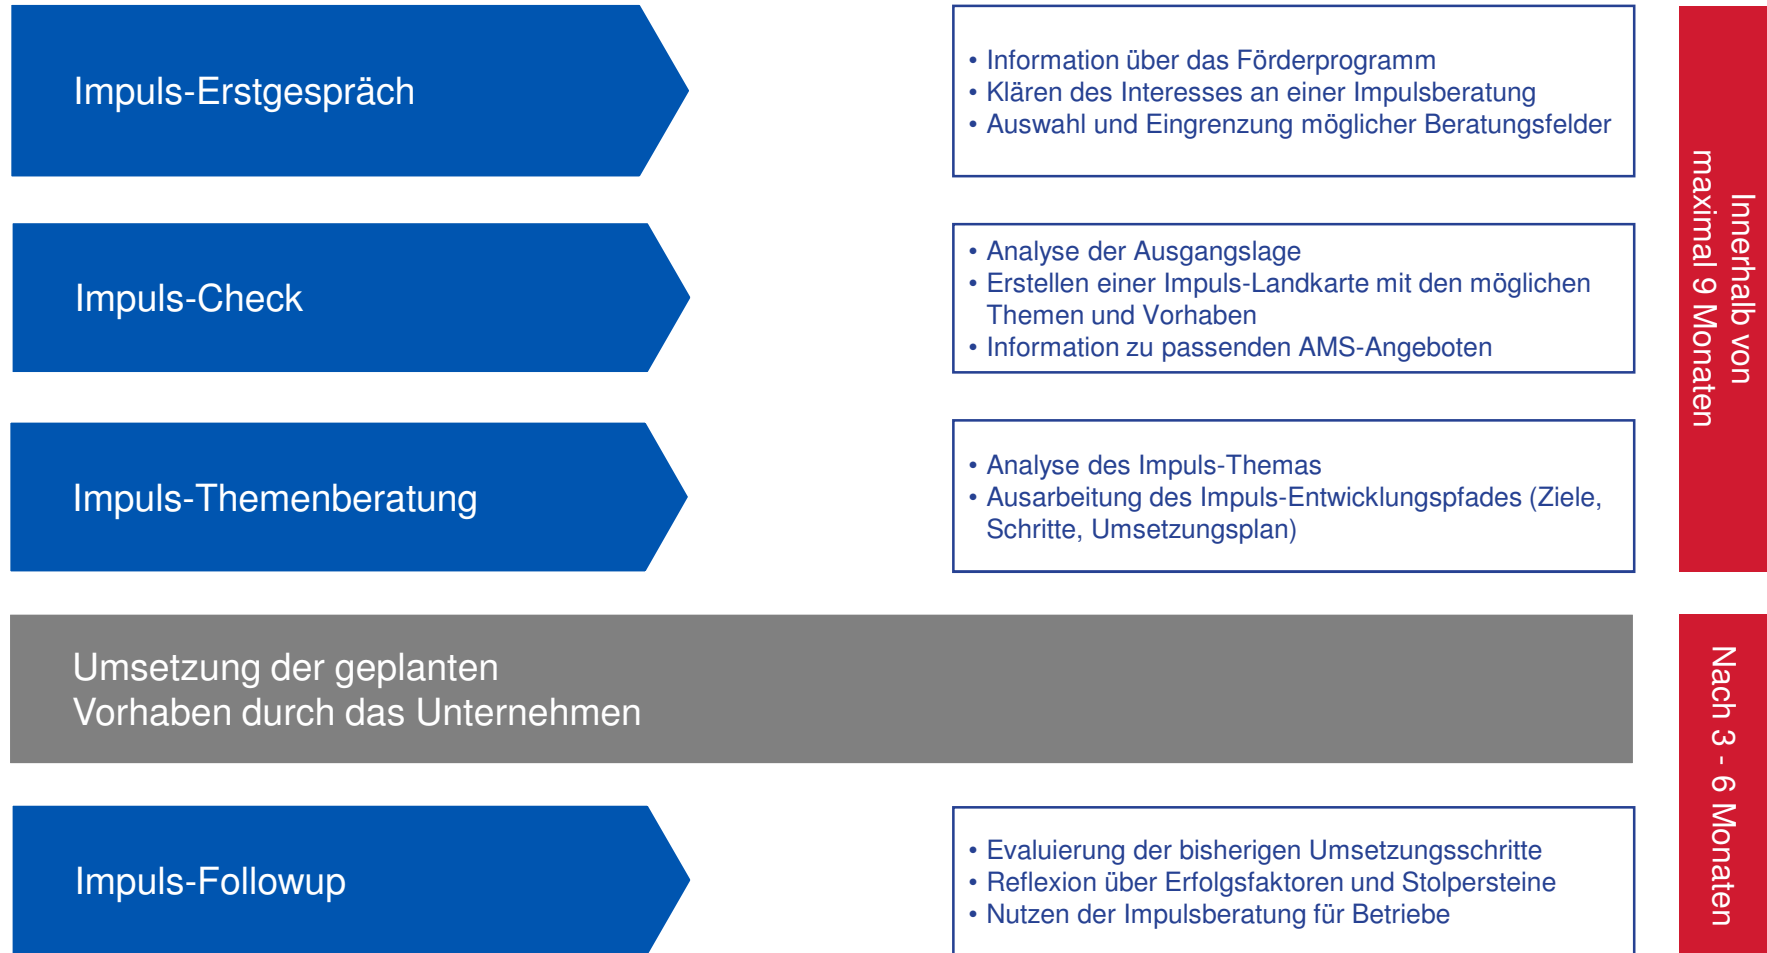 Impuls-Erstgespräch
• Information über das Förderprogramm
• Klären des Interesses an einer Impulsberatung
• Auswahl und Eingrenzung möglicher Beratungsfelder
Impuls-Check
• Analyse der Ausgangslage
• Erstellen einer Impuls-Landkarte mit den möglichen
Themen und Vorhaben
• Information zu passenden AMS-Angeboten
Impuls-Themenberatung
• Analyse des Impuls-Themas
• Ausarbeitung des Impuls-Entwicklungspfades (Ziele,
Schritte, Umsetzungsplan)
Innerhalb von
maximal 9 Monaten
Umsetzung der geplanten
Vorhaben durch das Unternehmen
Impuls-Followup
• Evaluierung der bisherigen Umsetzungsschritte
• Reflexion über Erfolgsfaktoren und Stolpersteine
• Nutzen der Impulsberatung für Betriebe
Nach 3 - 6 Monaten